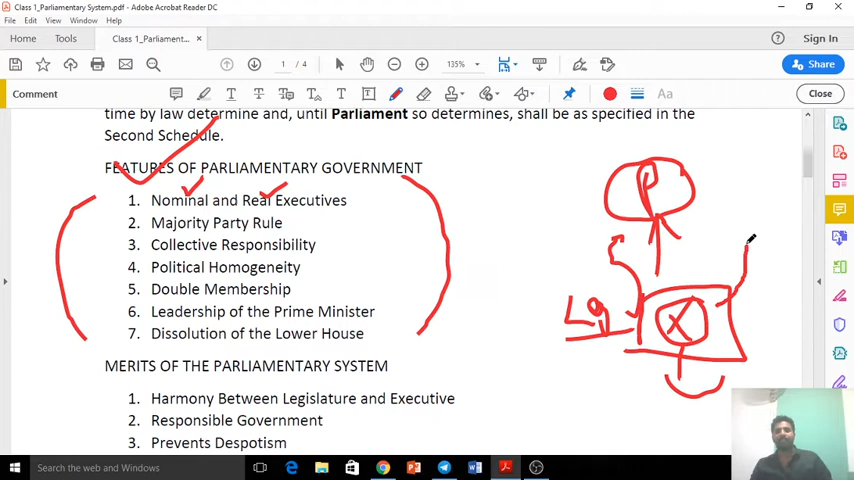 Class 1_Parliamentary System.pdf - Adobe Acrobat Reader DC
File Edit View Window Help
Home Tools Class 1_Parliament... × Sign In
1 / 4 135% Share
Comment Aa Close
time by law determine and, until Parliament so determines, shall be as specified in the
Second Schedule.
FEATURES OF PARLIAMENTARY GOVERNMENT
1. Nominal and Real Executives
2. Majority Party Rule
3. Collective Responsibility
4. Political Homogeneity
5. Double Membership
6. Leadership of the Prime Minister
7. Dissolution of the Lower House
P
X
MERITS OF THE PARLIAMENTARY SYSTEM
1. Harmony Between Legislature and Executive
2. Responsible Government
3. Prevents Despotism
Search the web and Windows